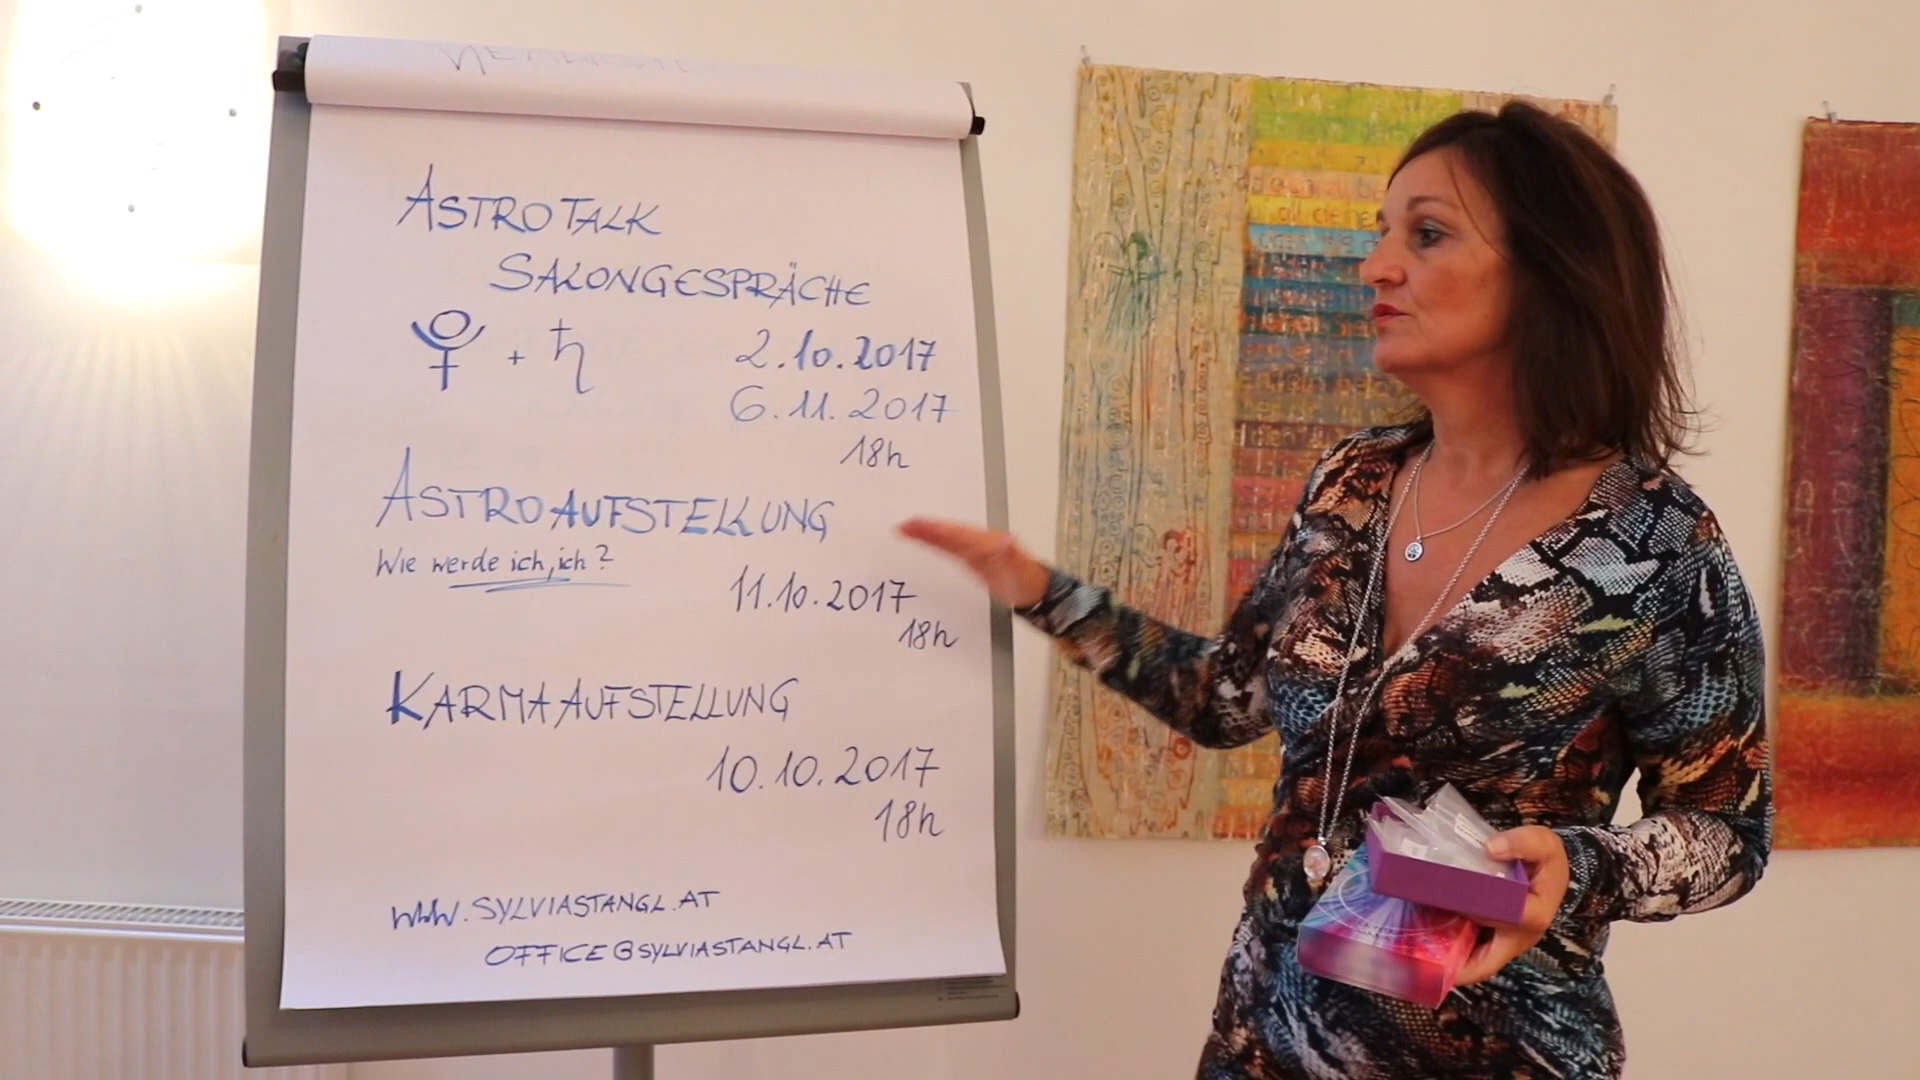 ASTROTALK
SALONGESPRÄCHE
♇ + ♄ 2.10.2017
6.11.2017
18h
ASTROAUFSTELLUNG
Wie werde ich, ich?
11.10.2017
18h
KARMAAUFSTELLUNG
10.10.2017
18h
www.SYLVIASTANGL.AT
OFFICE@SYLVIASTANGL.AT